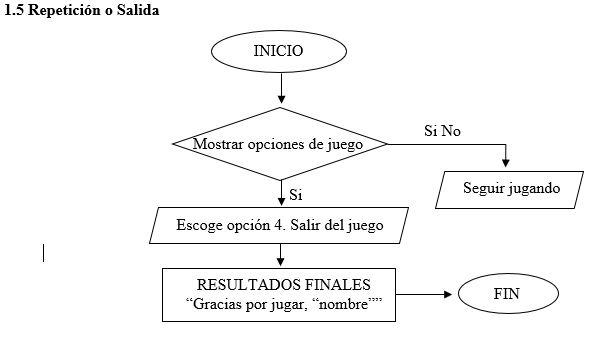 1.5 Repetición o Salida
INICIO
Mostrar opciones de juego
Si No
Seguir jugando
Si
Escoge opción 4. Salir del juego
RESULTADOS FINALES
“Gracias por jugar, “nombre””
FIN